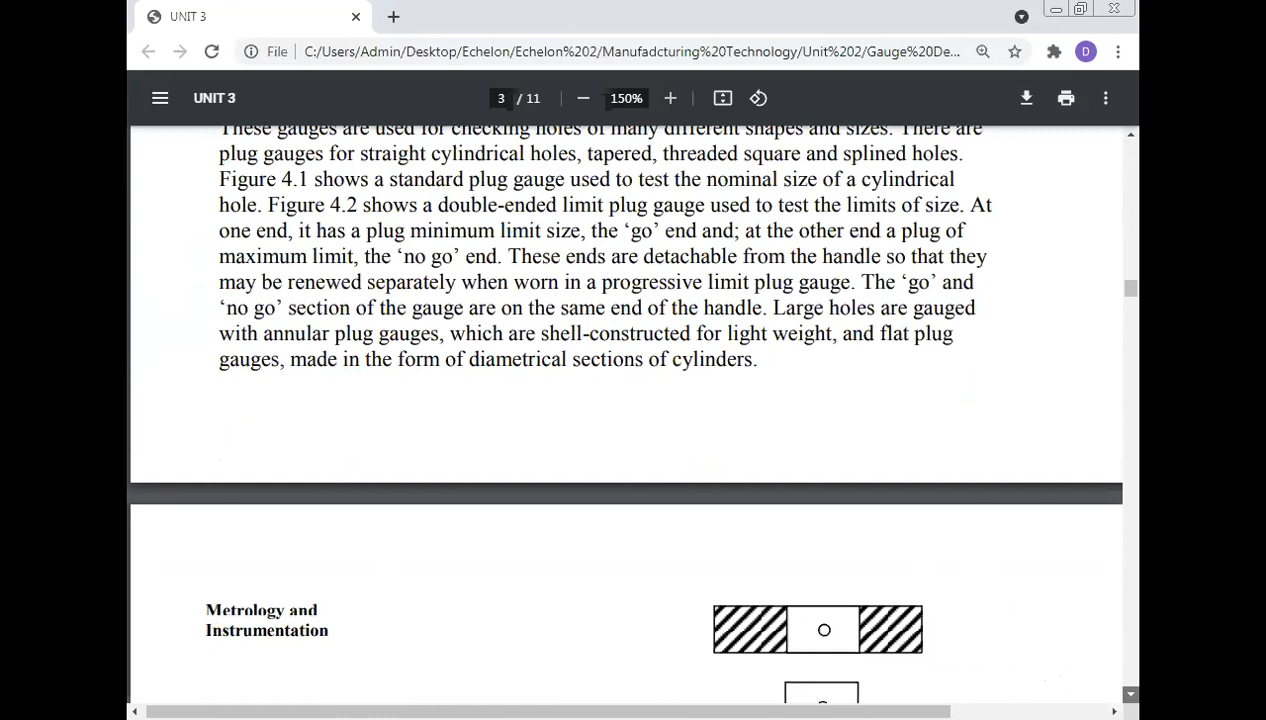 UNIT 3
File C:/Users/Admin/Desktop/Echelon/Echelon%202/Manufadcturing%20Technology/Unit%202/Gauge%20De...
D
UNIT 3
3 / 11
150%
These gauges are used for checking holes of many different shapes and sizes. There are
plug gauges for straight cylindrical holes, tapered, threaded square and splined holes.
Figure 4.1 shows a standard plug gauge used to test the nominal size of a cylindrical
hole. Figure 4.2 shows a double-ended limit plug gauge used to test the limits of size. At
one end, it has a plug minimum limit size, the ‘go’ end and; at the other end a plug of
maximum limit, the ‘no go’ end. These ends are detachable from the handle so that they
may be renewed separately when worn in a progressive limit plug gauge. The ‘go’ and
‘no go’ section of the gauge are on the same end of the handle. Large holes are gauged
with annular plug gauges, which are shell-constructed for light weight, and flat plug
gauges, made in the form of diametrical sections of cylinders.
Metrology and
Instrumentation